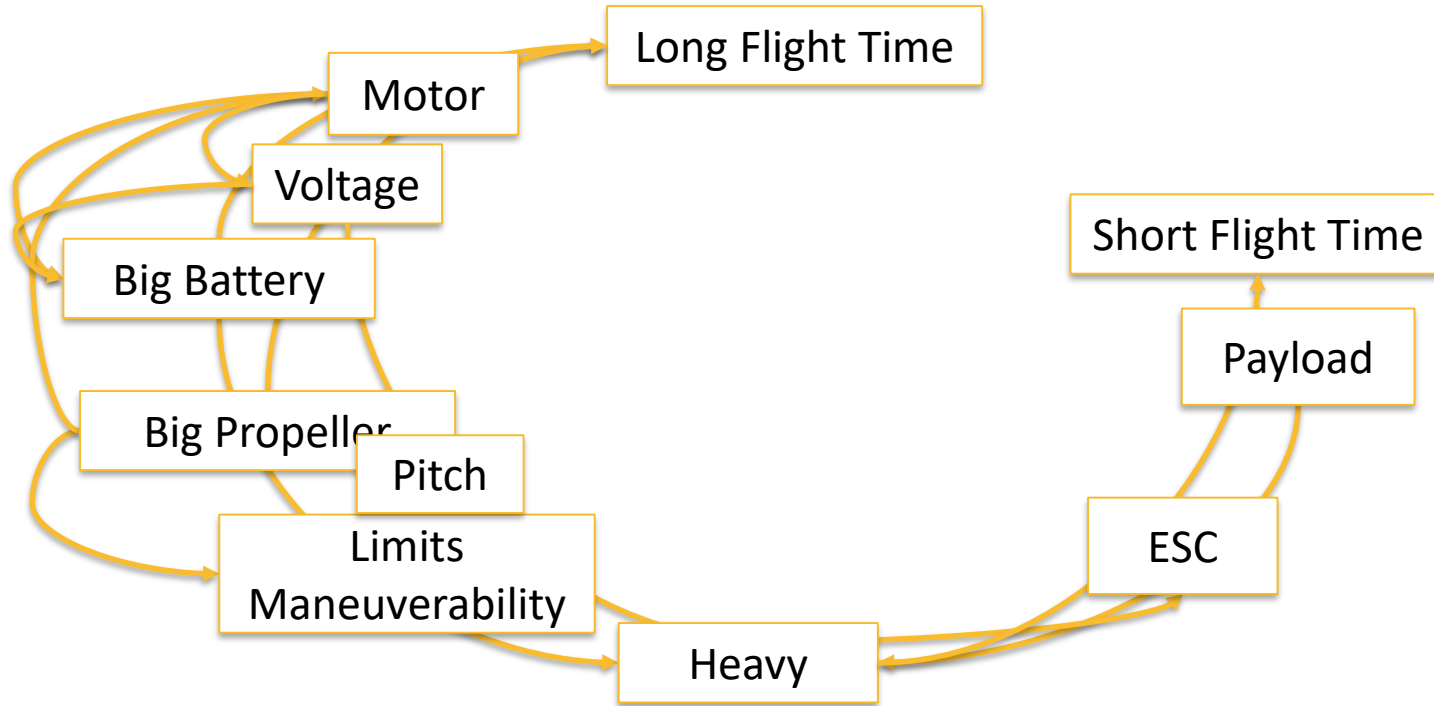 Long Flight Time
Motor
Voltage
Short Flight Time
Big Battery
Payload
Big Propeller
Pitch
Limits
Maneuverability
ESC
Heavy